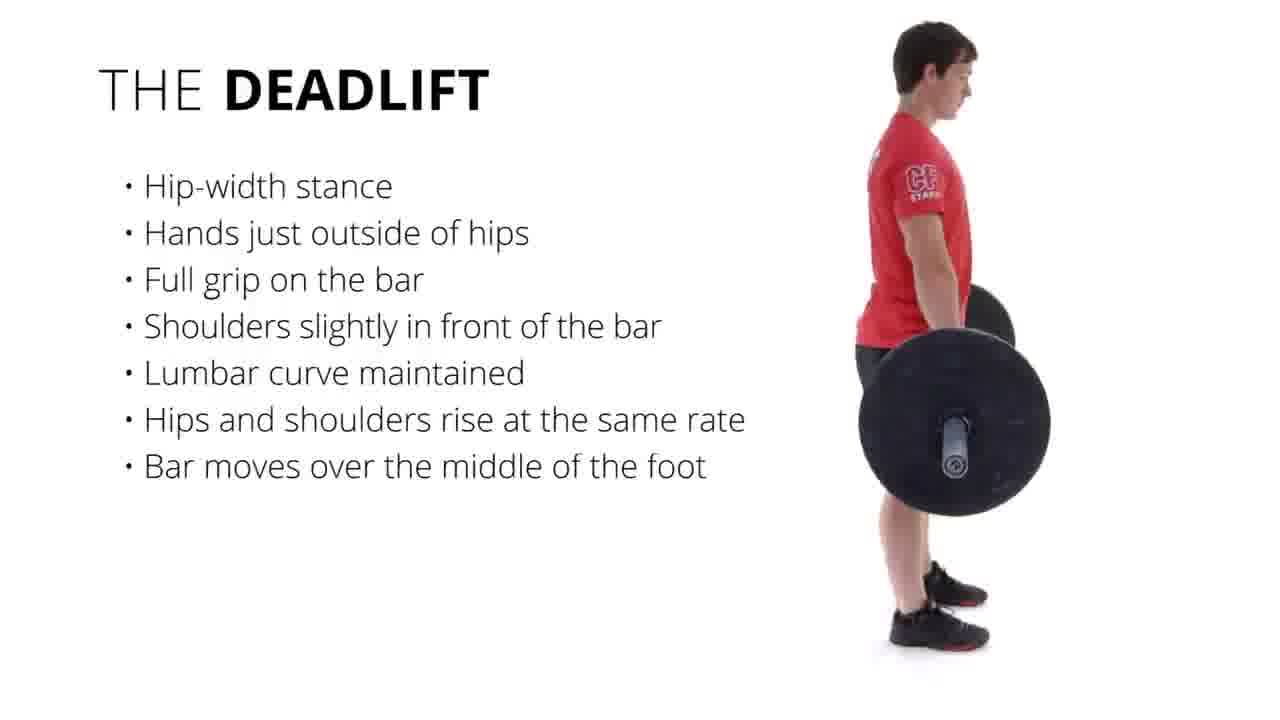 THE DEADLIFT
• Hip-width stance
• Hands just outside of hips
• Full grip on the bar
• Shoulders slightly in front of the bar
• Lumbar curve maintained
• Hips and shoulders rise at the same rate
• Bar moves over the middle of the foot
CF